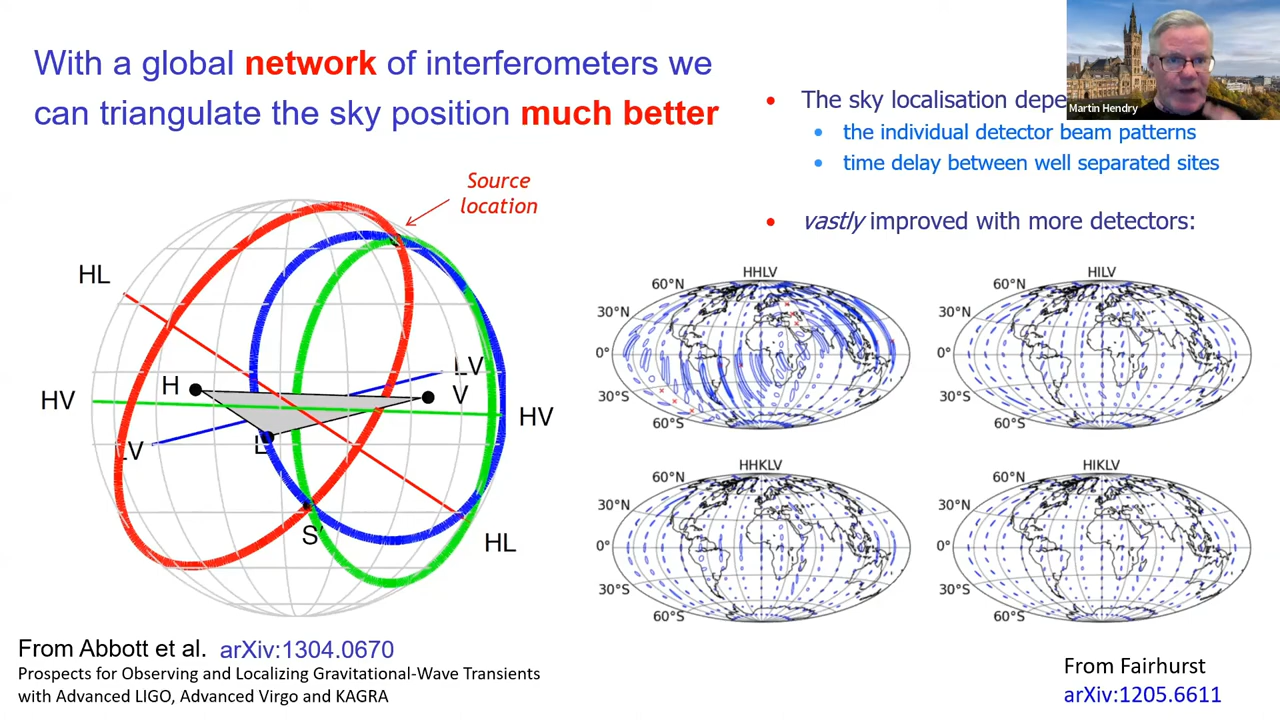 With a global network of interferometers we
can triangulate the sky position much better
Martin Hendry
The sky localisation
the individual detector beam patterns
time delay between well separated sites
vastly improved with more detectors:
Source
location
HL
H
LV
V
HV
HV
LV
L
S'
HL
HHLV
60°N
30°N
0°
30°S
60°S
HILV
60°N
30°N
0°
30°S
60°S
HHKLV
60°N
30°N
0°
30°S
60°S
HIKLV
60°N
30°N
0°
30°S
60°S
From Abbott et al. arXiv:1304.0670
Prospects for Observing and Localizing Gravitational-Wave Transients
with Advanced LIGO, Advanced Virgo and KAGRA
From Fairhurst
arXiv:1205.6611